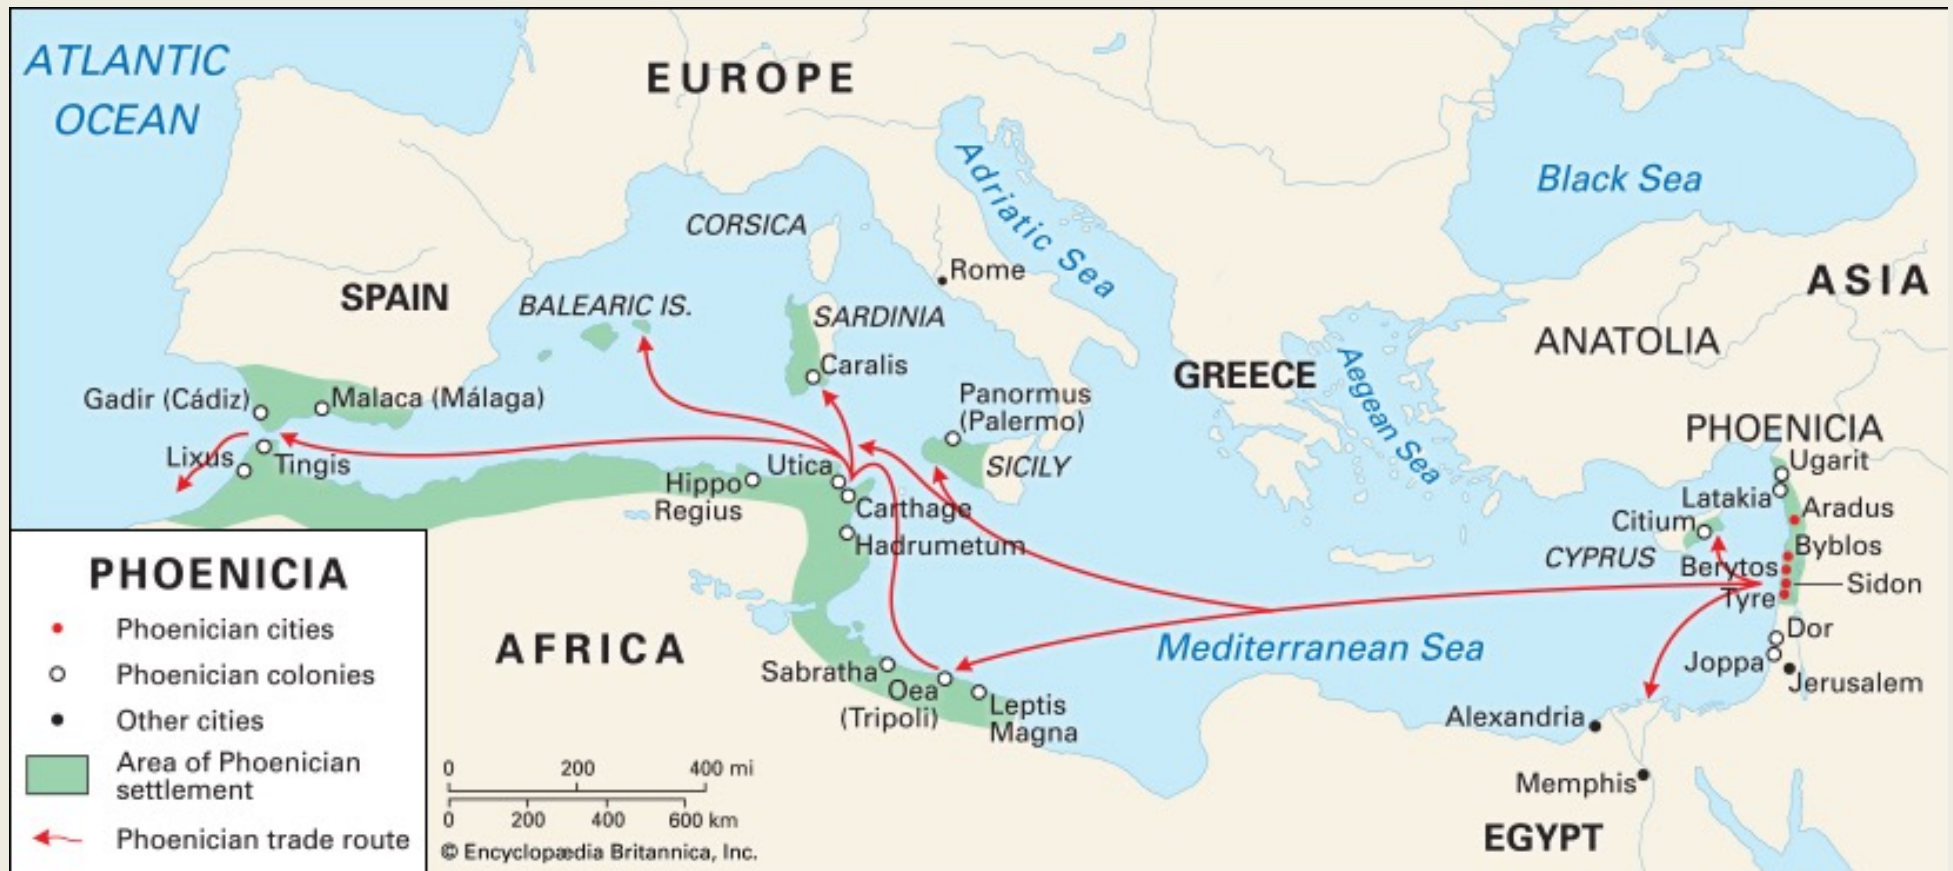 ATLANTIC
OCEAN
EUROPE
Black Sea
Adriatic Sea
CORSICA
Rome
ASIA
SPAIN
BALEARIC IS.
SARDINIA
ANATOLIA
Caralis
GREECE
Aegean Sea
Gadir (Cádiz)
Malaca (Málaga)
Panormus
(Palermo)
PHOENICIA
Lixus
Tingis
Utica
SICILY
Ugarit
Hippo
Regius
Carthage
Latakia
Aradus
Citium
Hadrumetum
Byblos
CYPRUS
Berytos
Sidon
Tyre
Dor
AFRICA
Mediterranean Sea
Joppa
Jerusalem
Sabratha
Oea
(Tripoli)
Leptis
Magna
Alexandria
Memphis
EGYPT
PHOENICIA
Phoenician cities
Phoenician colonies
Other cities
Area of Phoenician
settlement
Phoenician trade route
0 200 400 mi
0 200 400 600 km
© Encyclopædia Britannica, Inc.